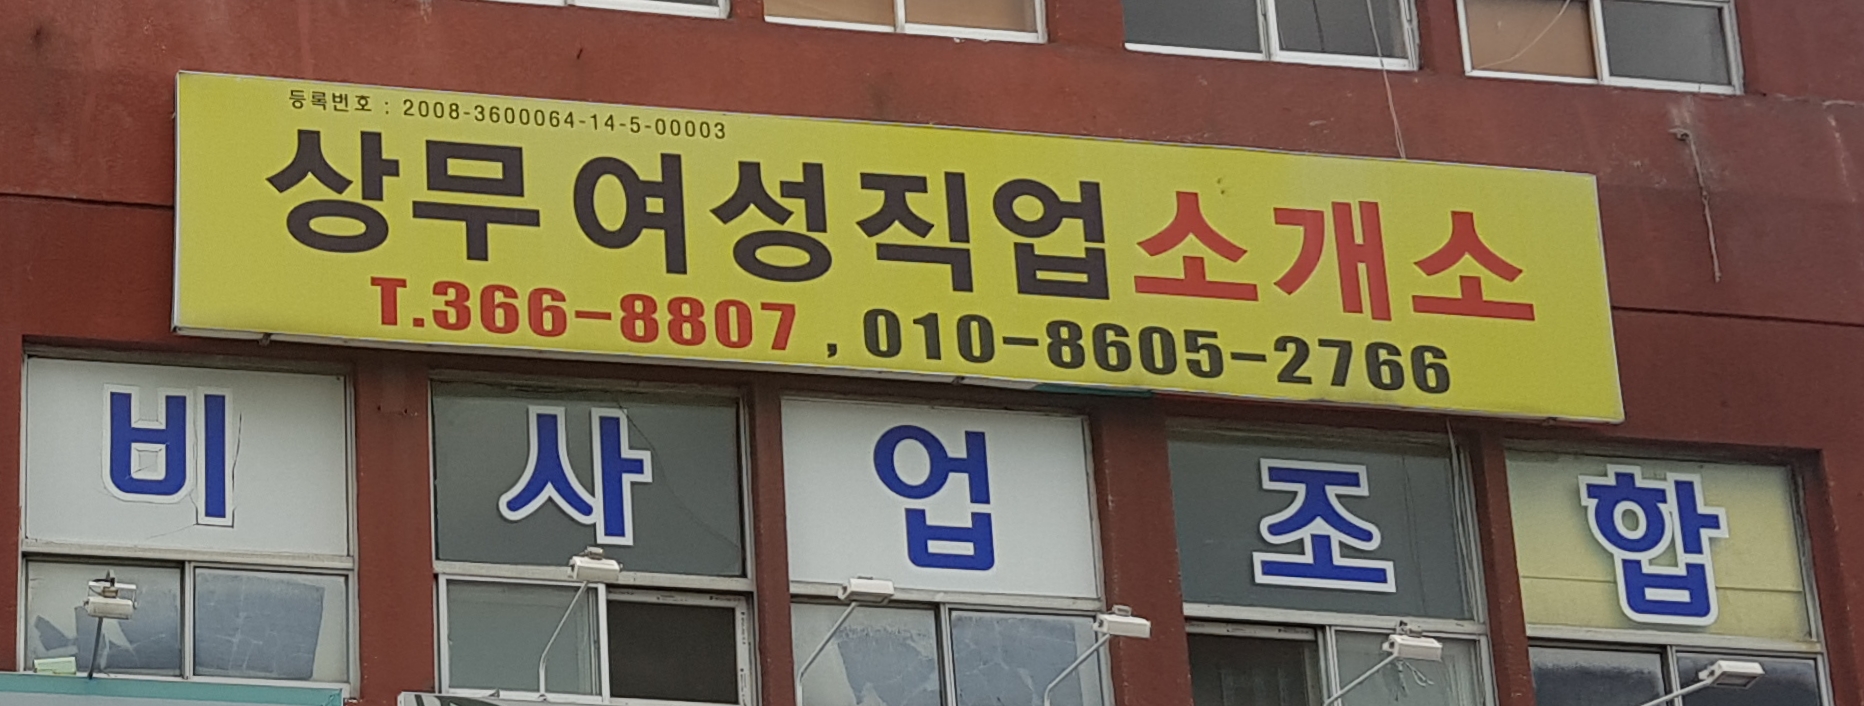 등록번호 : 2008-3600064-14-5-00003
상무여성직업소개소
T.366-8807, 010-8605-2766
비사업조합